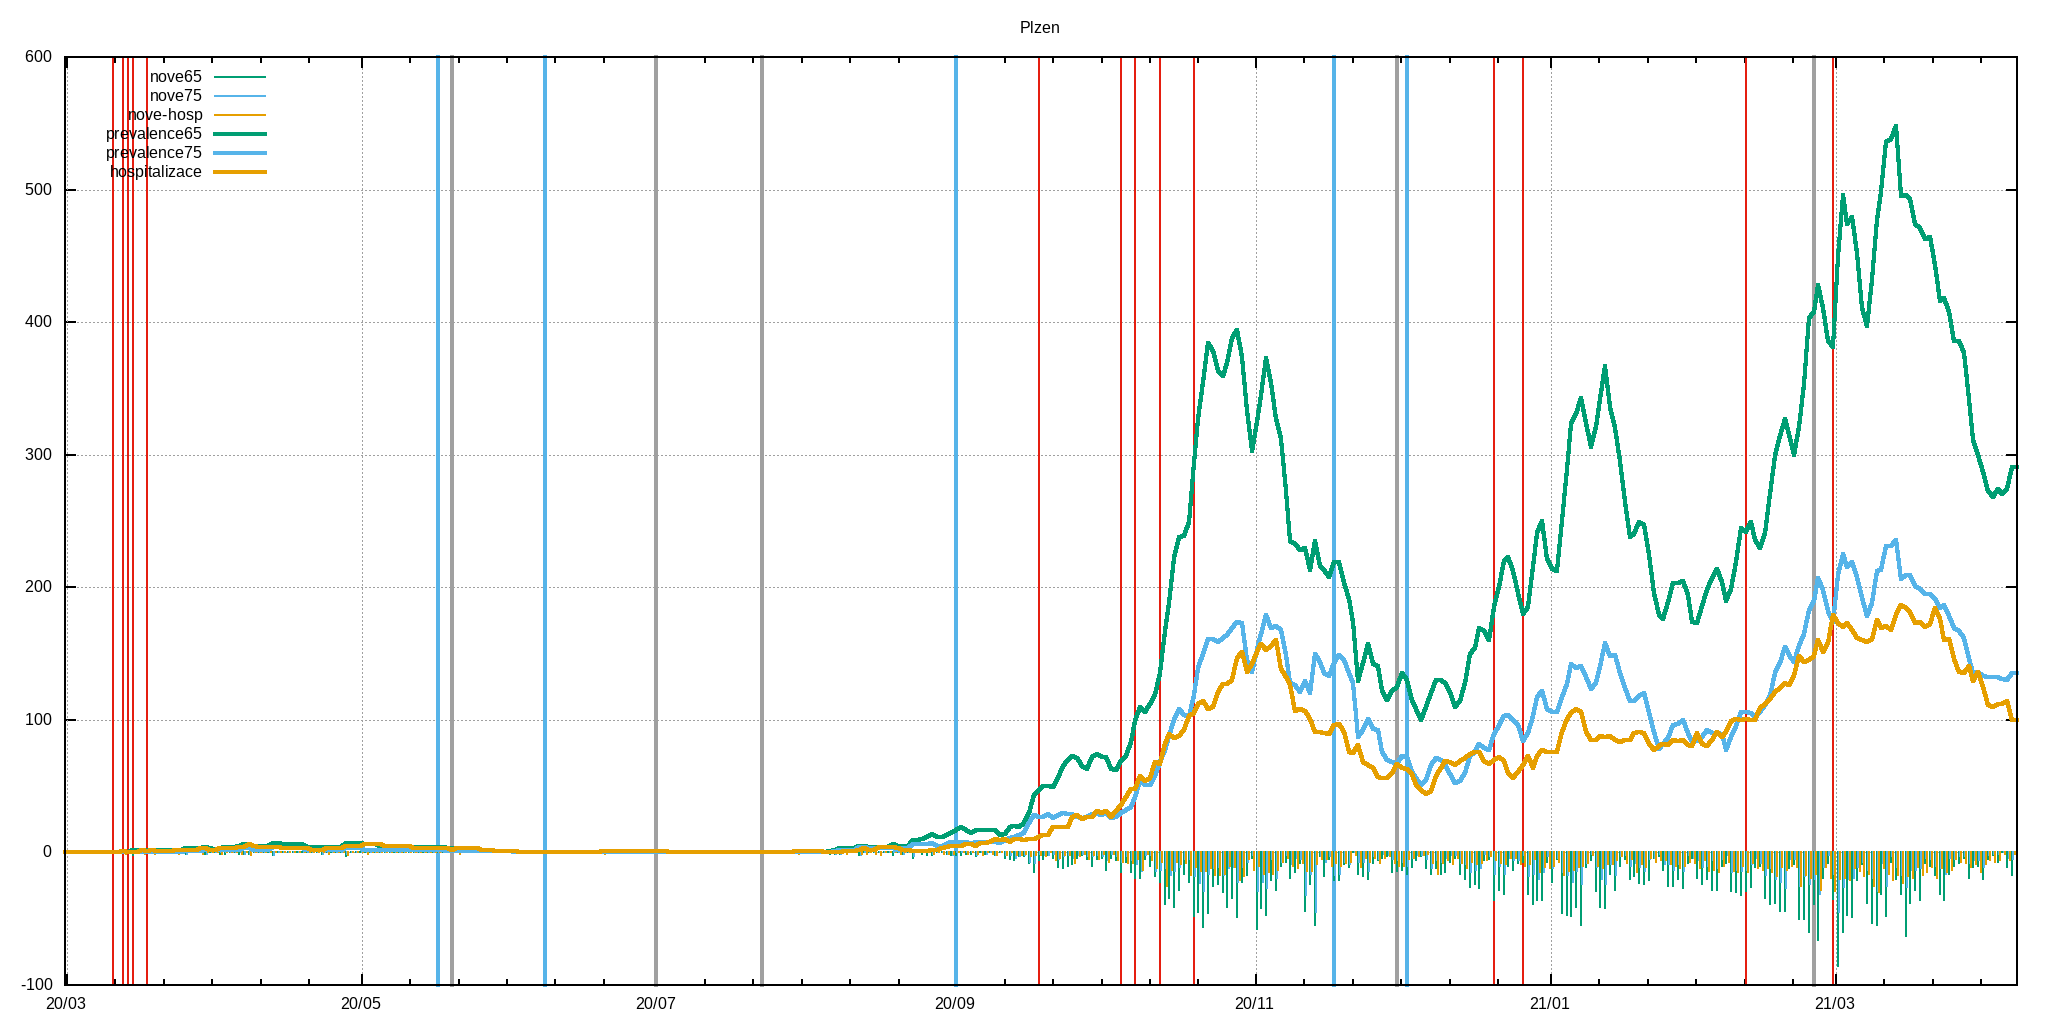 Plzen
600
500
400
300
200
100
0
-100
nove65
nove75
nove-hosp
prevalence65
prevalence75
hospitalizace
20/03 20/05 20/07 20/09 20/11 21/01 21/03